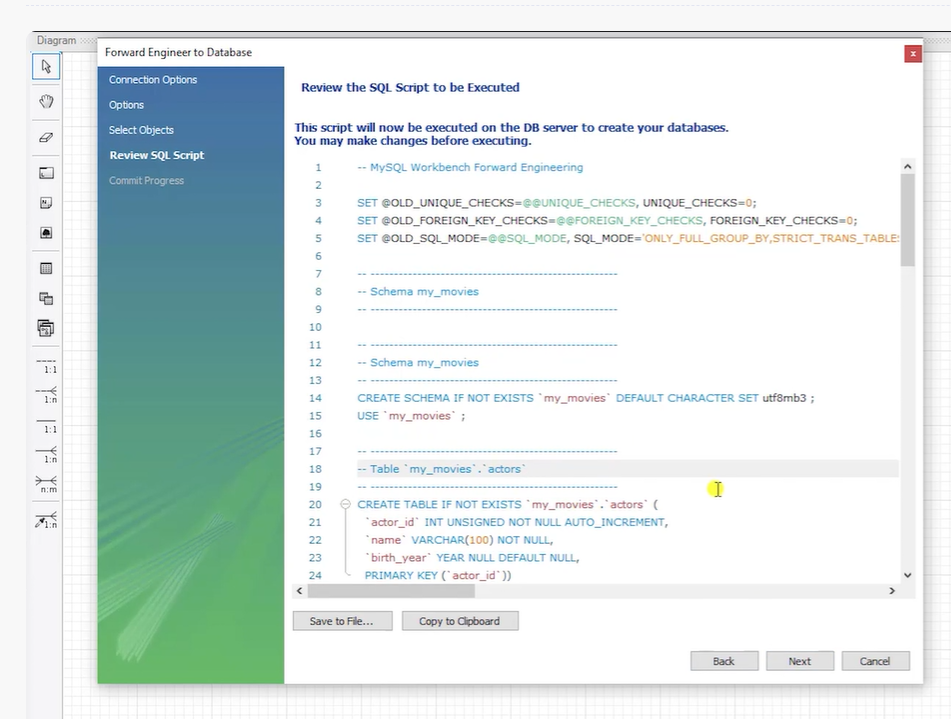 Diagram
Forward Engineer to Database
x
Connection Options
Options
Select Objects
Review SQL Script
Commit Progress
Review the SQL Script to be Executed
This script will now be executed on the DB server to create your databases.
You may make changes before executing.
1 -- MySQL Workbench Forward Engineering
2
3 SET @OLD_UNIQUE_CHECKS=@@UNIQUE_CHECKS, UNIQUE_CHECKS=0;
4 SET @OLD_FOREIGN_KEY_CHECKS=@@FOREIGN_KEY_CHECKS, FOREIGN_KEY_CHECKS=0;
5 SET @OLD_SQL_MODE=@@SQL_MODE, SQL_MODE='ONLY_FULL_GROUP_BY,STRICT_TRANS_TABLES
6
7 -- -----------------------------------------------------
8 -- Schema my_movies
9 -- -----------------------------------------------------
10
11 -- -----------------------------------------------------
12 -- Schema my_movies
13 -- -----------------------------------------------------
14 CREATE SCHEMA IF NOT EXISTS `my_movies` DEFAULT CHARACTER SET utf8mb3 ;
15 USE `my_movies` ;
16
17 -- -----------------------------------------------------
18 -- Table `my_movies`.`actors`
19 -- -----------------------------------------------------
20 CREATE TABLE IF NOT EXISTS `my_movies`.`actors` (
21 `actor_id` INT UNSIGNED NOT NULL AUTO_INCREMENT,
22 `name` VARCHAR(100) NOT NULL,
23 `birth_year` YEAR NULL DEFAULT NULL,
24 PRIMARY KEY (`actor_id`))
1:1
1:n
1:1
1:n
n:m
1:n
Save to File...
Copy to Clipboard
Back
Next
Cancel